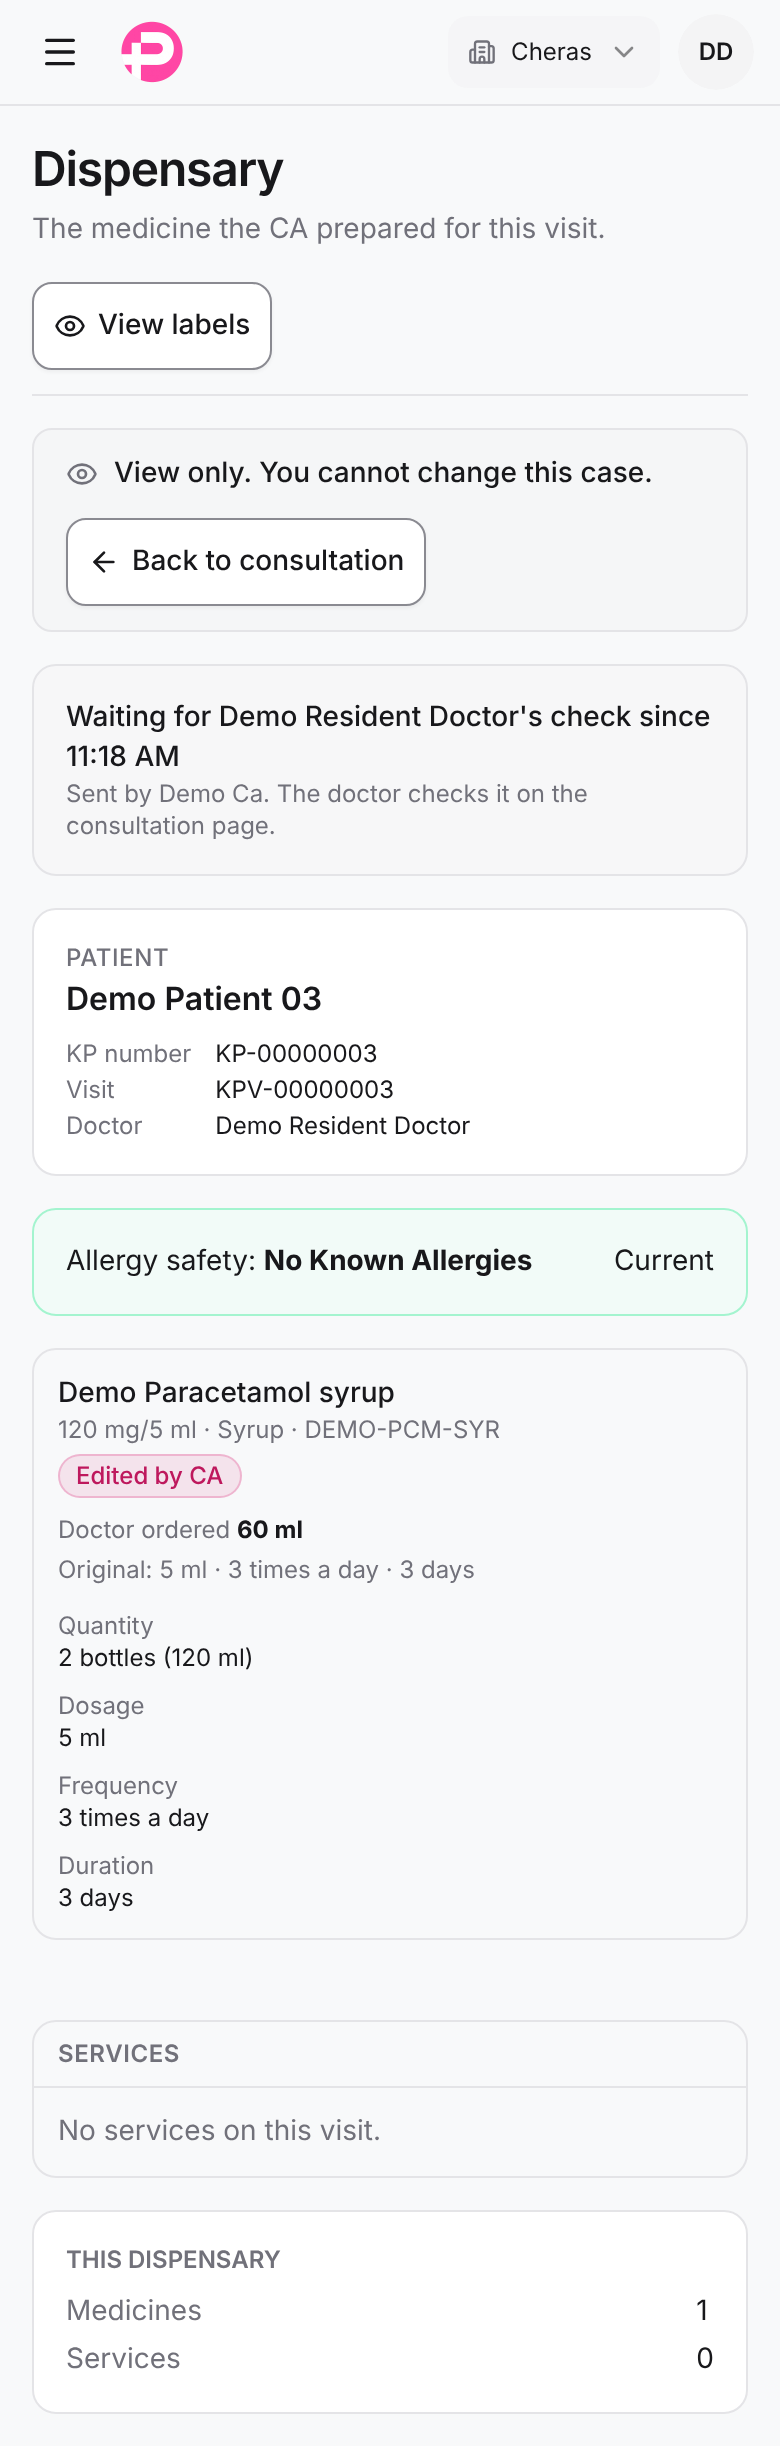 Cheras
DD
Dispensary
The medicine the CA prepared for this visit.
View labels
View only. You cannot change this case.
Back to consultation
Waiting for Demo Resident Doctor's check since
11:18 AM
Sent by Demo Ca. The doctor checks it on the
consultation page.
PATIENT
Demo Patient 03
KP number KP-00000003
Visit KPV-00000003
Doctor Demo Resident Doctor
Allergy safety: No Known Allergies Current
Demo Paracetamol syrup
120 mg/5 ml · Syrup · DEMO-PCM-SYR
Edited by CA
Doctor ordered 60 ml
Original: 5 ml · 3 times a day · 3 days
Quantity
2 bottles (120 ml)
Dosage
5 ml
Frequency
3 times a day
Duration
3 days
SERVICES
No services on this visit.
THIS DISPENSARY
Medicines 1
Services 0